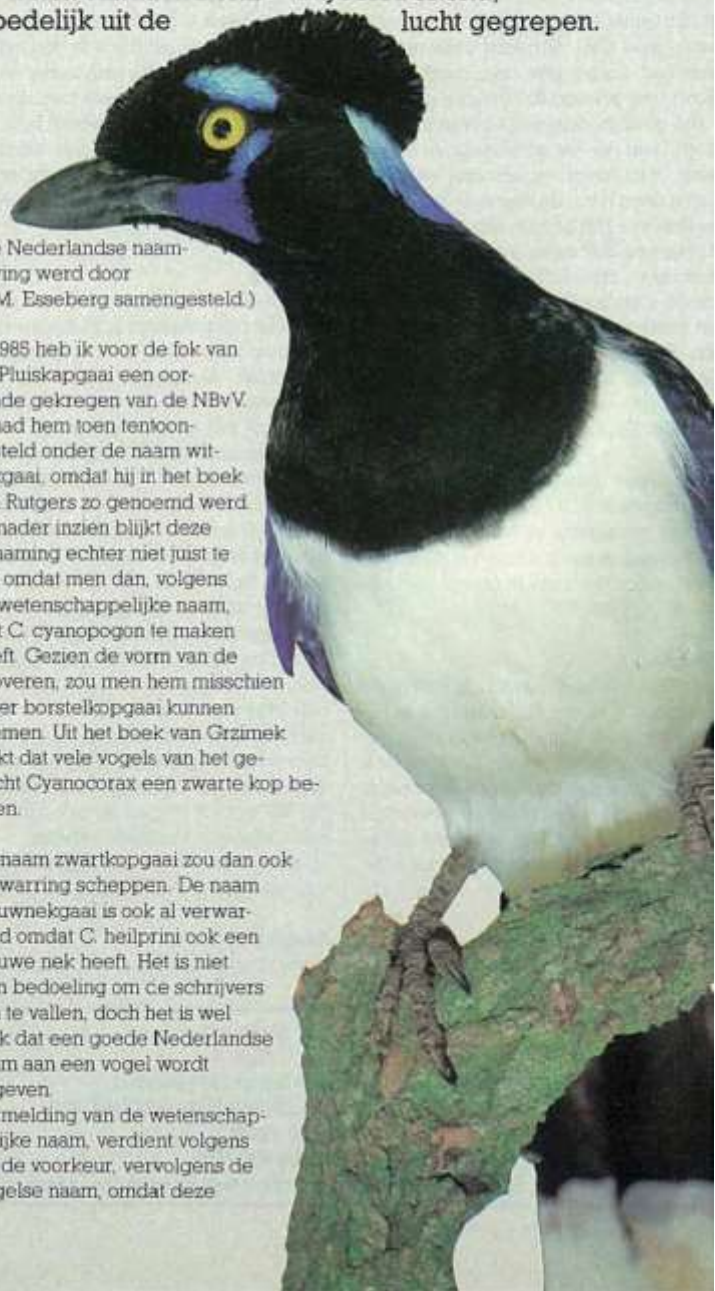 oedelijk uit de
lucht gegrepen.
Nederlandse naam-
ing werd door
M. Esseberg samengesteld.)
985 heb ik voor de fok van
Pluiskapgaai een oor-
de gekregen van de NBvV.
had hem toen tentoon-
teld onder de naam wit-
gaai, omdat hij in het boek
Rutgers zo genoemd werd.
nader inzien blijkt deze
naming echter niet juist te
omdat men dan, volgens
wetenschappelijke naam,
t C. cyanopogon te maken
eft. Gezien de vorm van de
veren, zou men hem misschien
er borstelkopgaai kunnen
emen. Uit het boek van Grzimek
kt dat vele vogels van het ge-
cht Cyanocorax een zwarte kop be-
en.
naam zwartkopgaai zou dan ook
warring scheppen. De naam
uwnekgaai is ook al verwar-
d omdat C. heilprini ook een
uwe nek heeft. Het is niet
n bedoeling om de schrijvers
te vallen, doch het is wel
k dat een goede Nederlandse
m aan een vogel wordt
geven.
rmelding van de wetenschap-
ijke naam, verdient volgens
de voorkeur, vervolgens de
gelse naam, omdat deze